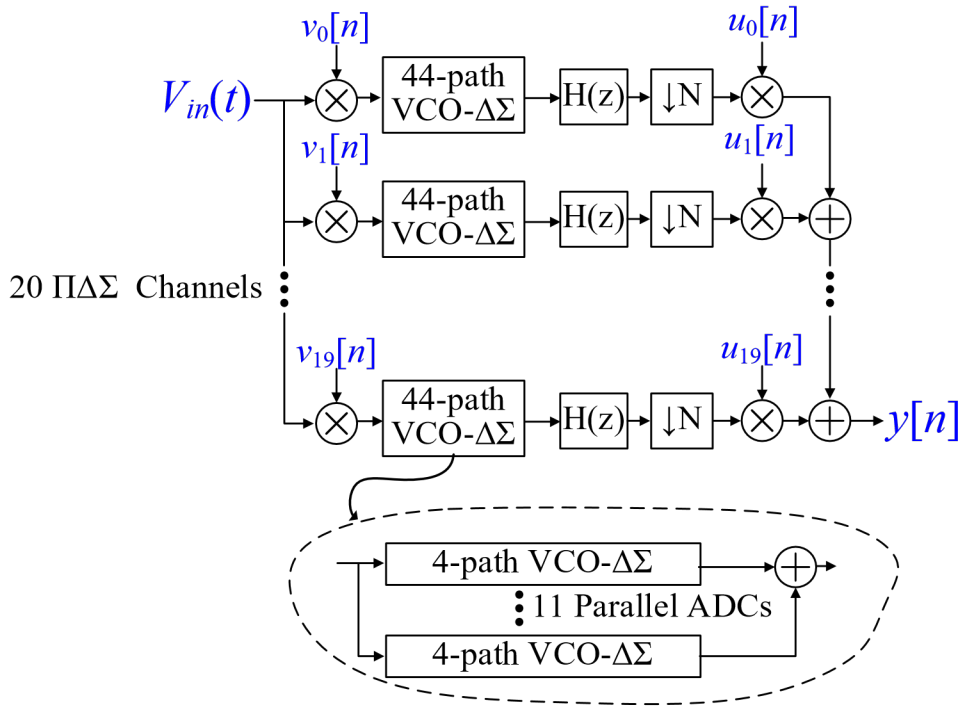 v₀[n]
u₀[n]
V_in(t)
44-path
VCO-ΔΣ
H(z)
↓N
v₁[n]
u₁[n]
44-path
VCO-ΔΣ
H(z)
↓N
20 ΠΔΣ Channels
v₁₉[n]
u₁₉[n]
44-path
VCO-ΔΣ
H(z)
↓N
y[n]
4-path VCO-ΔΣ
11 Parallel ADCs
4-path VCO-ΔΣ